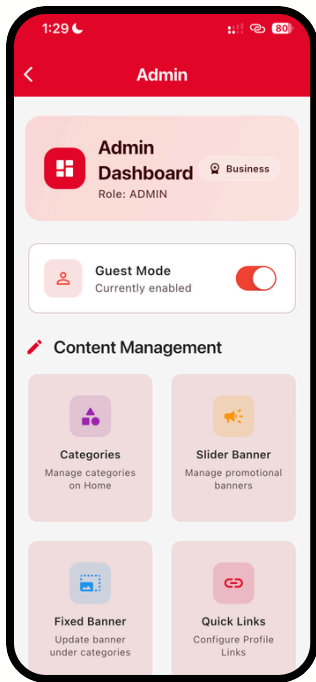 1:29
80
Admin
Admin
Dashboard
Business
Role: ADMIN
Guest Mode
Currently enabled
Content Management
Categories
Manage categories
on Home
Slider Banner
Manage promotional
banners
Fixed Banner
Update banner
under categories
Quick Links
Configure Profile
Links